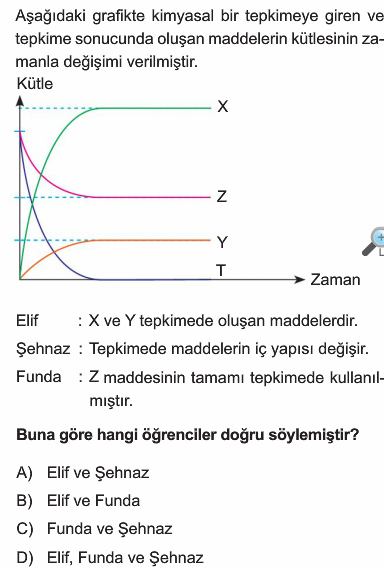 Aşağıdaki grafikte kimyasal bir tepkimeye giren ve
tepkime sonucunda oluşan maddelerin kütlesinin za-
manla değişimi verilmiştir.
Kütle
X
Z
Y
T
Zaman
Elif : X ve Y tepkimede oluşan maddelerdir.
Şehnaz : Tepkimede maddelerin iç yapısı değişir.
Funda : Z maddesinin tamamı tepkimede kullanıl-
mıştır.
Buna göre hangi öğrenciler doğru söylemiştir?
A) Elif ve Şehnaz
B) Elif ve Funda
C) Funda ve Şehnaz
D) Elif, Funda ve Şehnaz